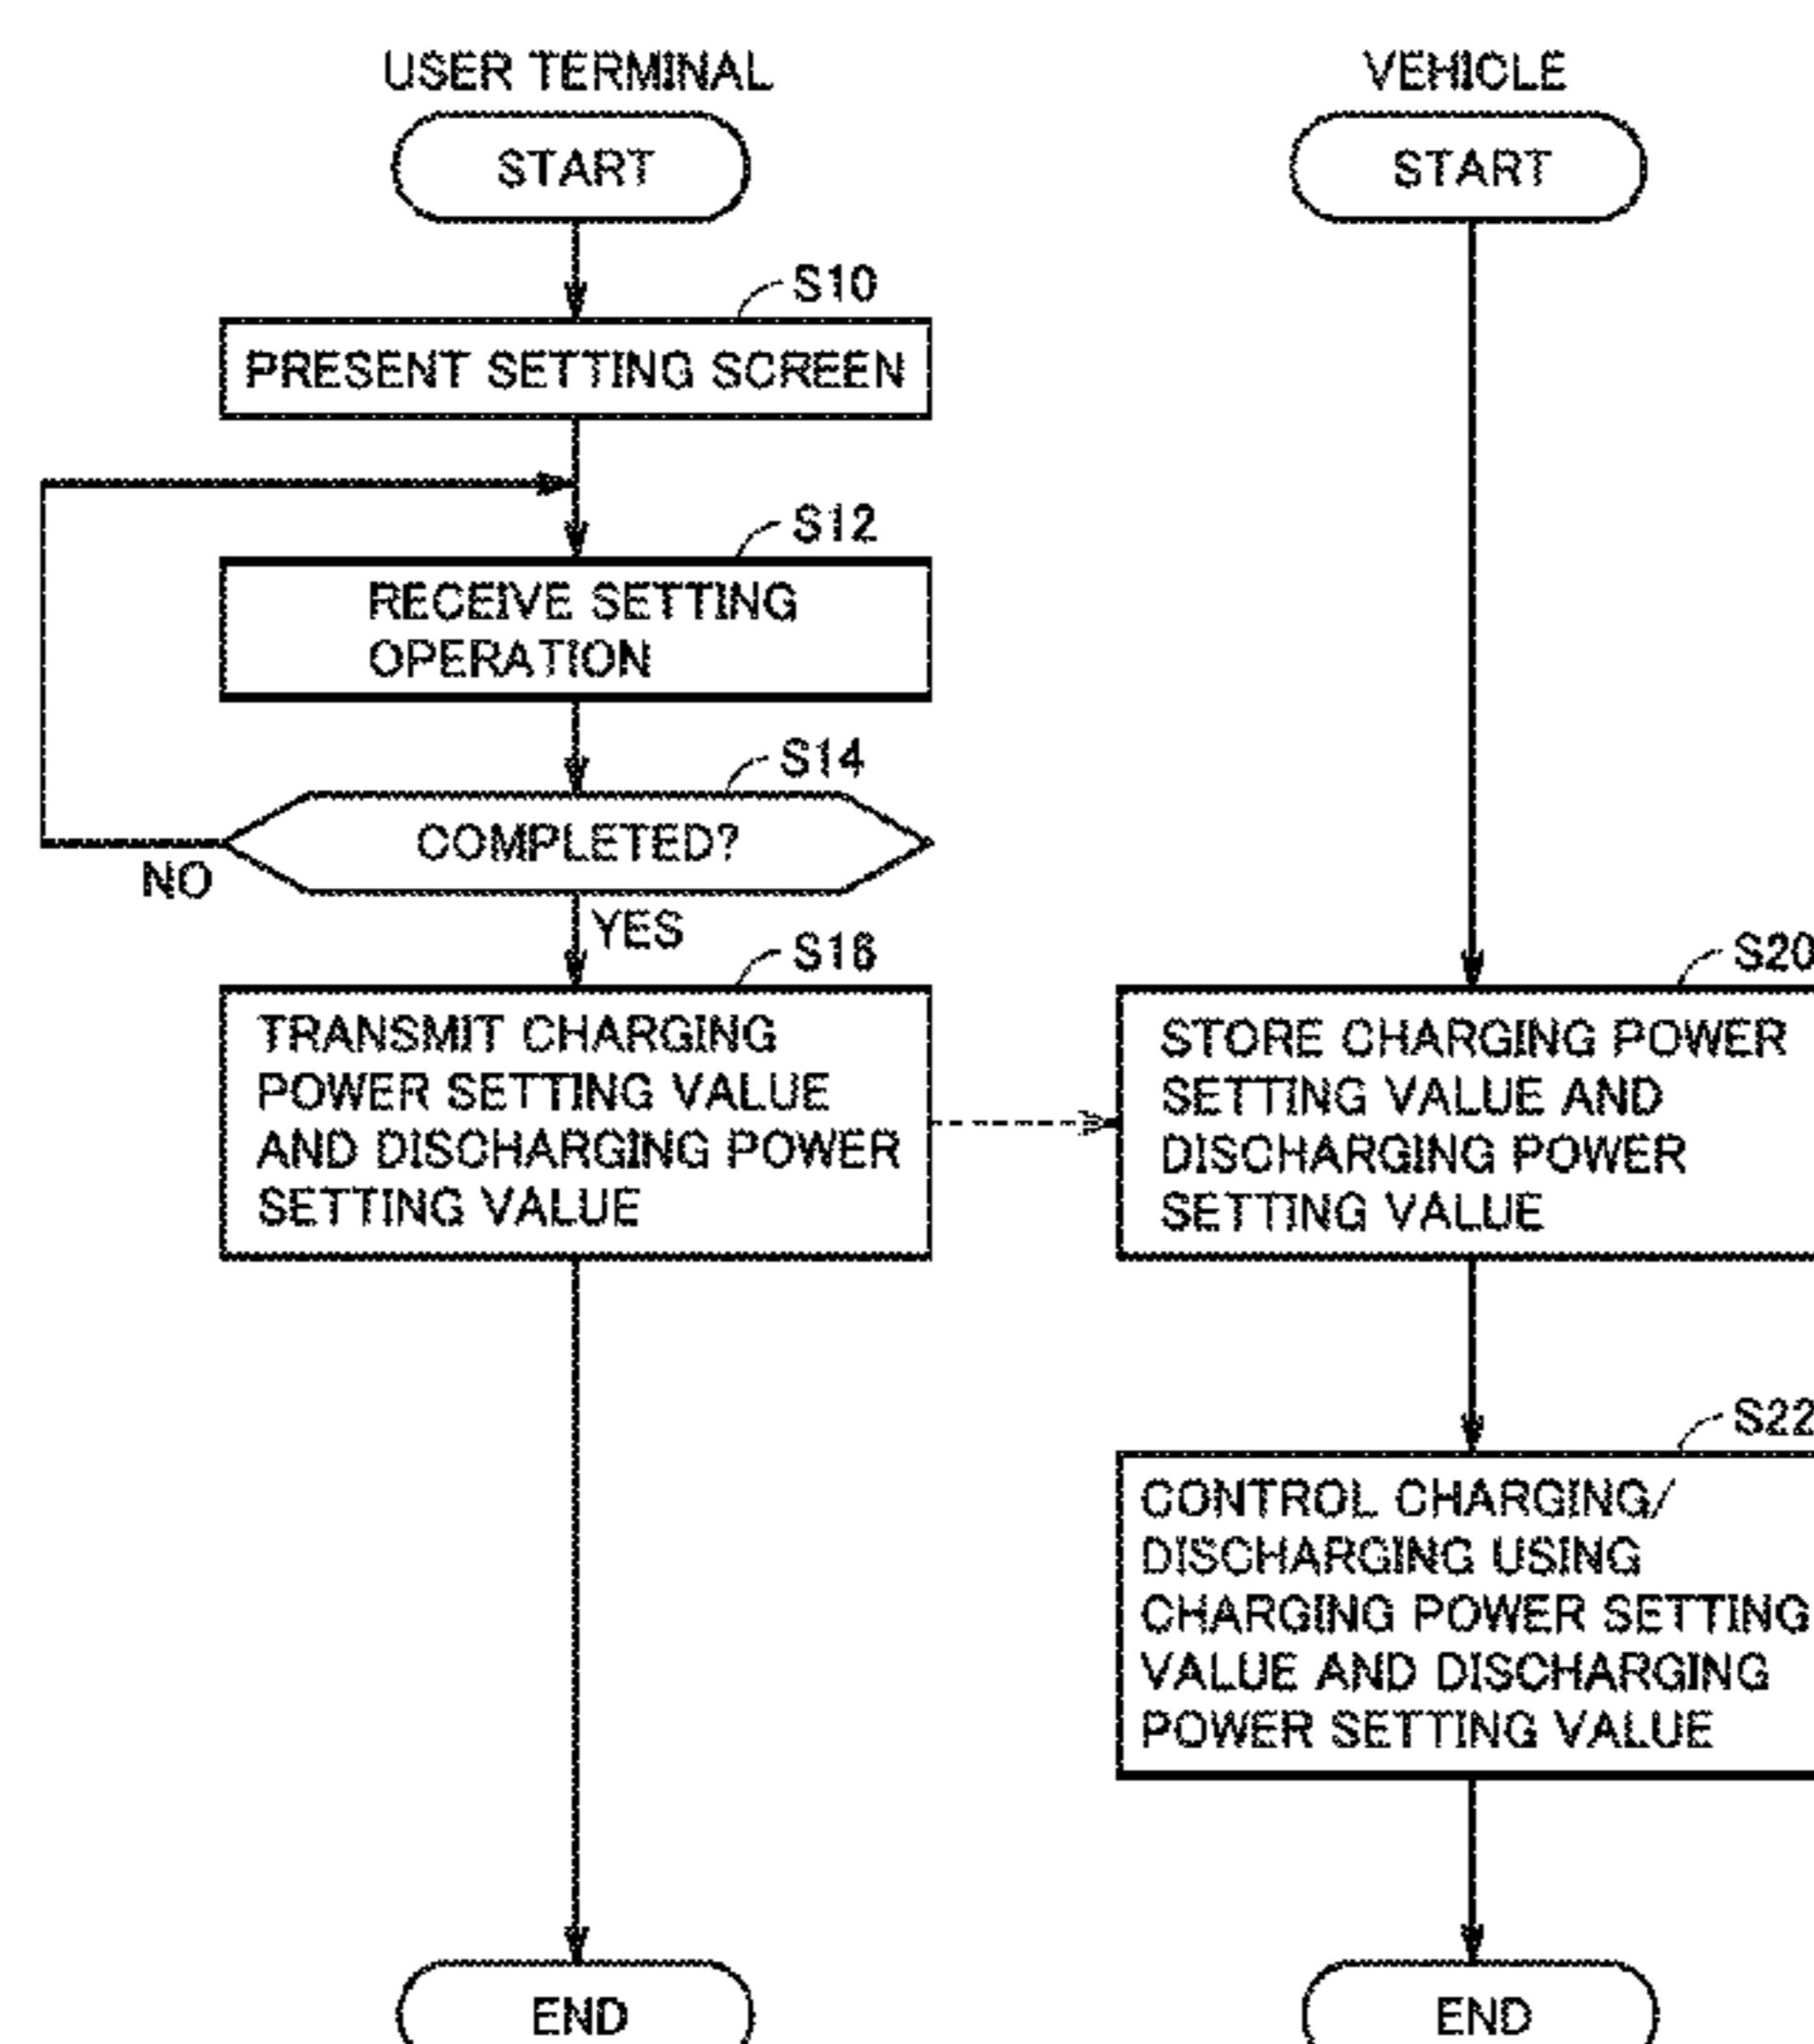 USER TERMINAL
START
S10
PRESENT SETTING SCREEN
S12
RECEIVE SETTING
OPERATION
S14
COMPLETED?
NO
YES
S16
TRANSMIT CHARGING
POWER SETTING VALUE
AND DISCHARGING POWER
SETTING VALUE
END
VEHICLE
START
S20
STORE CHARGING POWER
SETTING VALUE AND
DISCHARGING POWER
SETTING VALUE
S22
CONTROL CHARGING/
DISCHARGING USING
CHARGING POWER SETTING
VALUE AND DISCHARGING
POWER SETTING VALUE
END